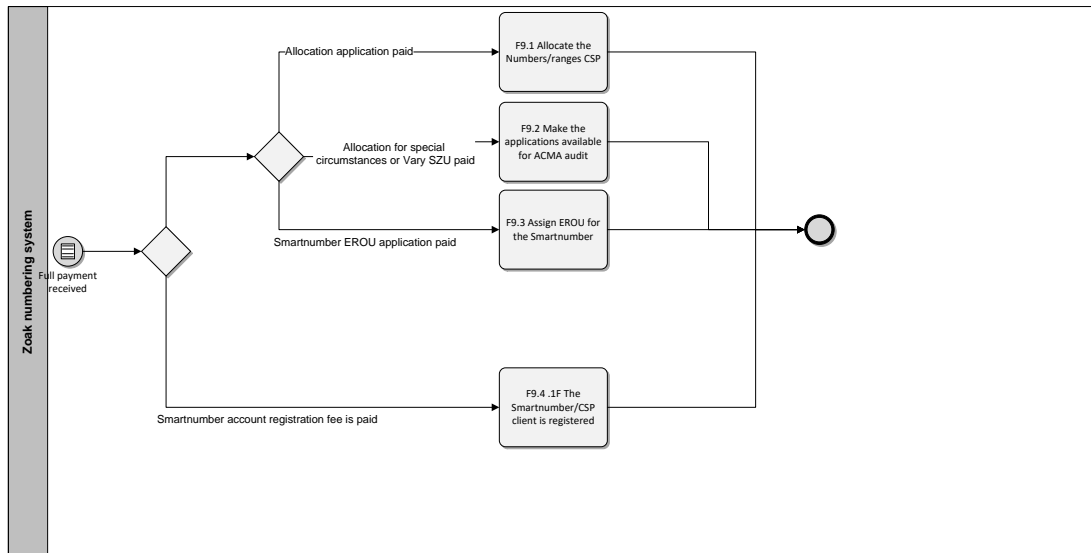 Zoak numbering system
Full payment
received
Allocation application paid
F9.1 Allocate the
Numbers/ranges CSP
Allocation for special
circumstances or Vary SZU paid
F9.2 Make the
applications available
for ACMA audit
Smartnumber EROU application paid
F9.3 Assign EROU for
the Smartnumber
Smartnumber account registration fee is paid
F9.4 .1F The
Smartnumber/CSP
client is registered